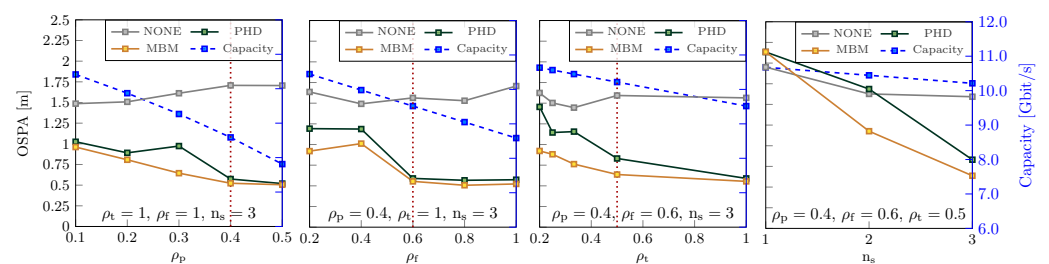 OSPA [m]
2.5
2.25
2
1.75
1.5
1.25
1
0.75
0.5
0.25
0
NONE PHD
MBM Capacity
ρt = 1, ρf = 1, ns = 3
0.1 0.2 0.3 0.4 0.5
ρp
NONE PHD
MBM Capacity
ρp = 0.4, ρt = 1, ns = 3
0.2 0.4 0.6 0.8 1
ρf
NONE PHD
MBM Capacity
ρp = 0.4, ρf = 0.6, ns = 3
0.2 0.4 0.6 0.8 1
ρt
NONE PHD
MBM Capacity
ρp = 0.4, ρf = 0.6, ρt = 0.5
1 2 3
ns
12.0
11.0
10.0
9.0
8.0
7.0
6.0
Capacity [Gbit/s]